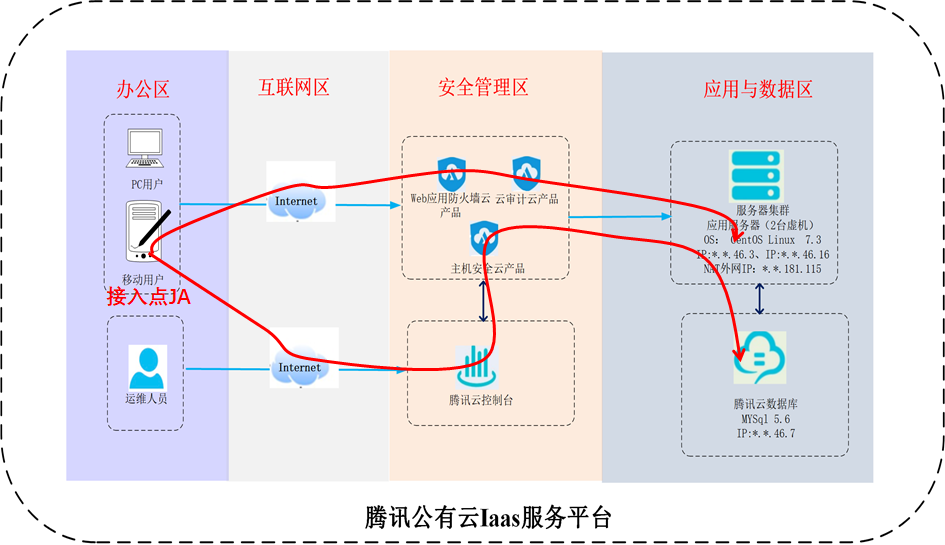 办公区
互联网区
安全管理区
应用与数据区
PC用户
移动用户
接入点JA
运维人员
Internet
Internet
Web应用防火墙云
产品
云审计云产品
主机安全云产品
腾讯云控制台
服务器集群
应用服务器（2台虚机）
OS： CentOS Linux 7.3
IP:*.*.46.3、IP:*.*.46.16
NAT外网IP: *.*.181.115
腾讯云数据库
MYSql 5.6
IP:*.*.46.7
腾讯公有云Iaas服务平台